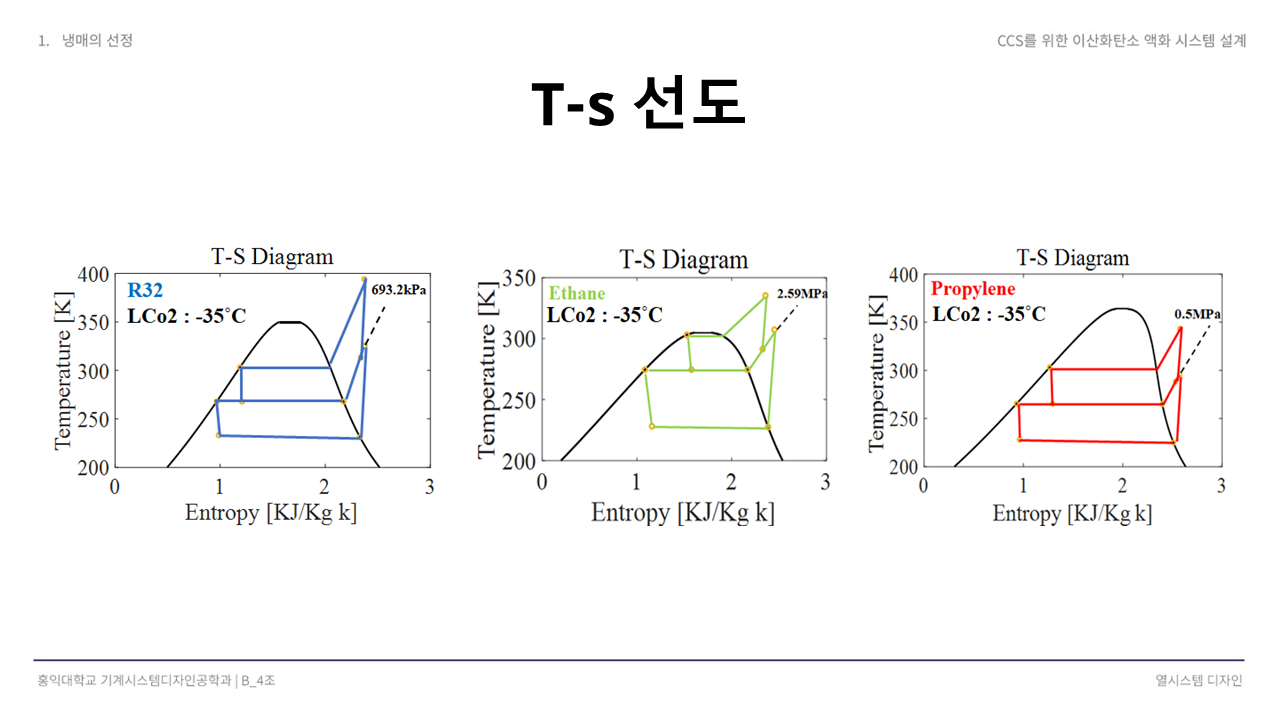 1. 냉매의 선정
CCS를 위한 이산화탄소 액화 시스템 설계
T-s 선도
T-S Diagram
R32
LCo2 : -35°C
693.2kPa
Temperature [K]
400
350
300
250
200
0 1 2 3
Entropy [KJ/Kg k]
T-S Diagram
Ethane
LCo2 : -35°C
2.59MPa
Temperature [K]
350
300
250
200
0 1 2 3
Entropy [KJ/Kg k]
T-S Diagram
Propylene
LCo2 : -35°C
0.5MPa
Temperature [K]
400
350
300
250
200
0 1 2 3
Entropy [KJ/Kg k]
홍익대학교 기계시스템디자인공학과 | B_4조
열시스템 디자인